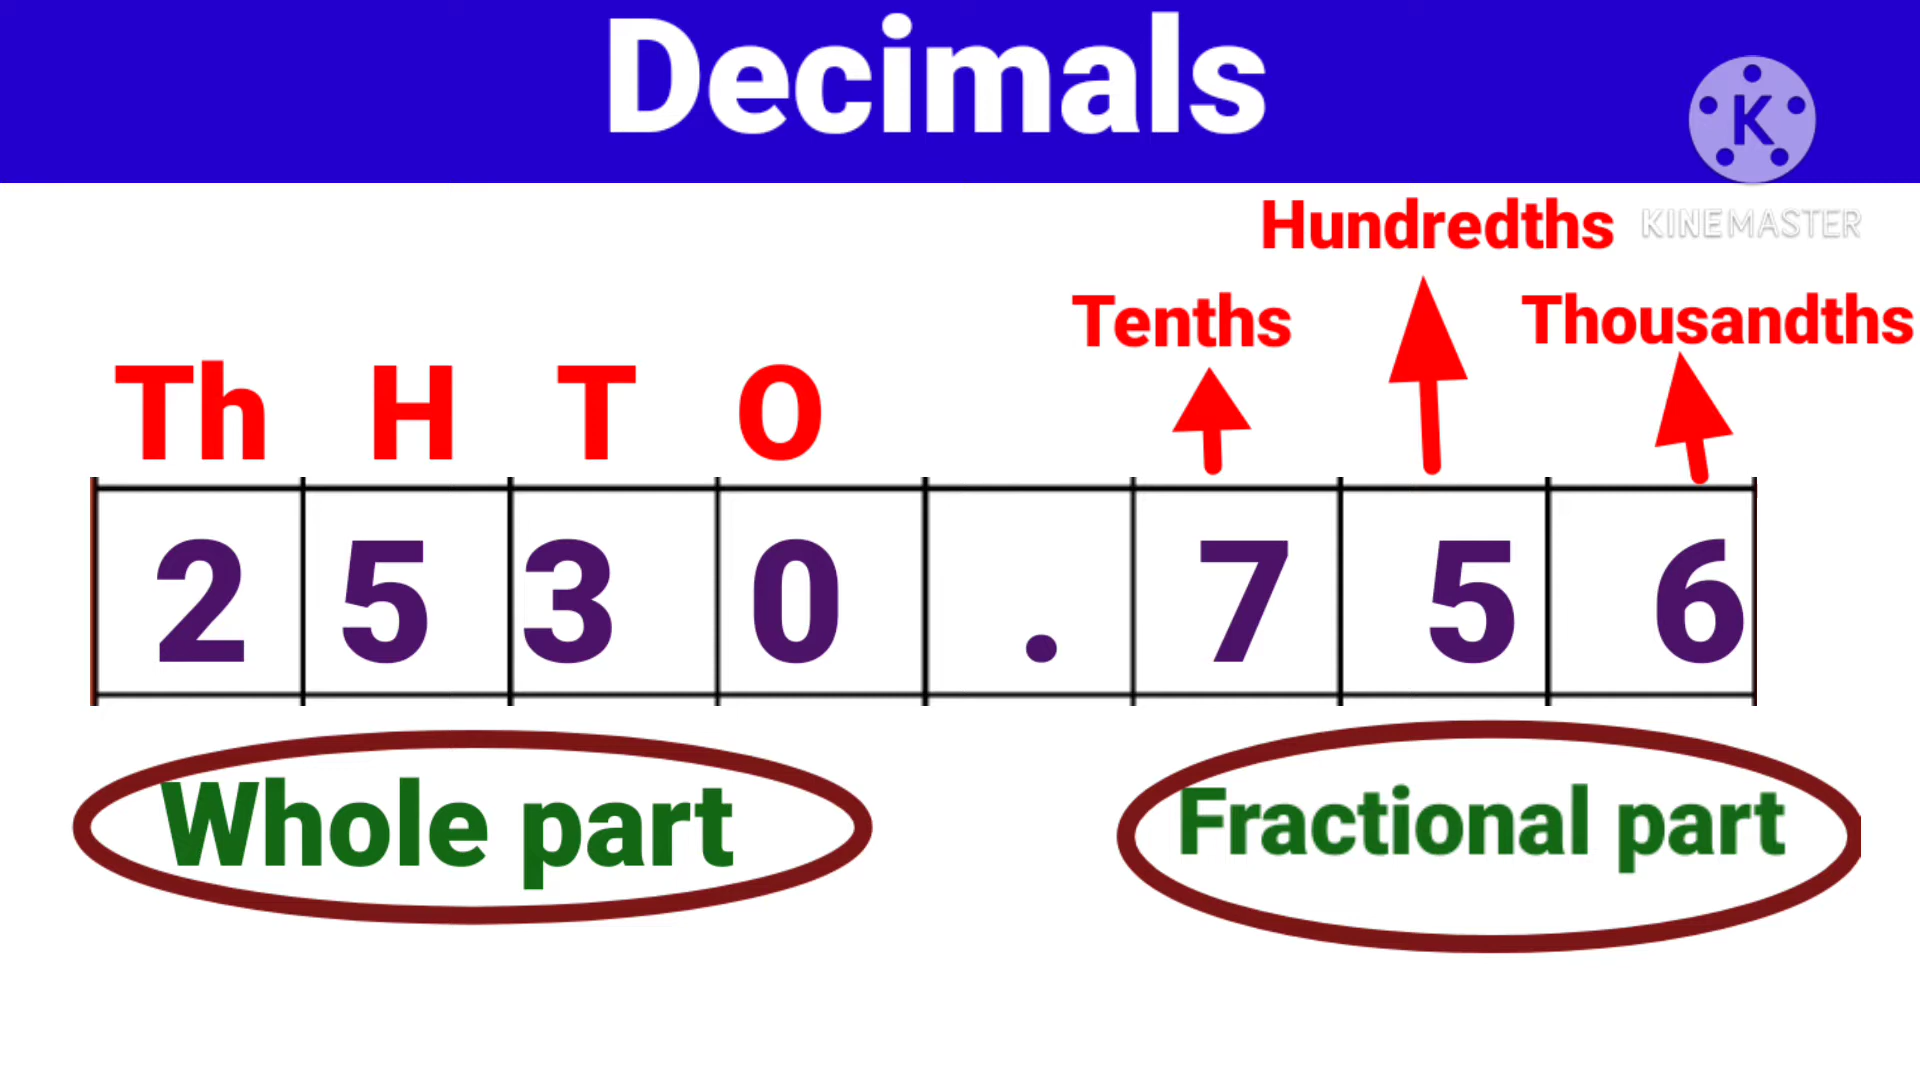 Decimals
K
KINEMASTER
Hundredths
Tenths
Thousandths
Th H T O
2 5 3 0 . 7 5 6
Whole part
Fractional part